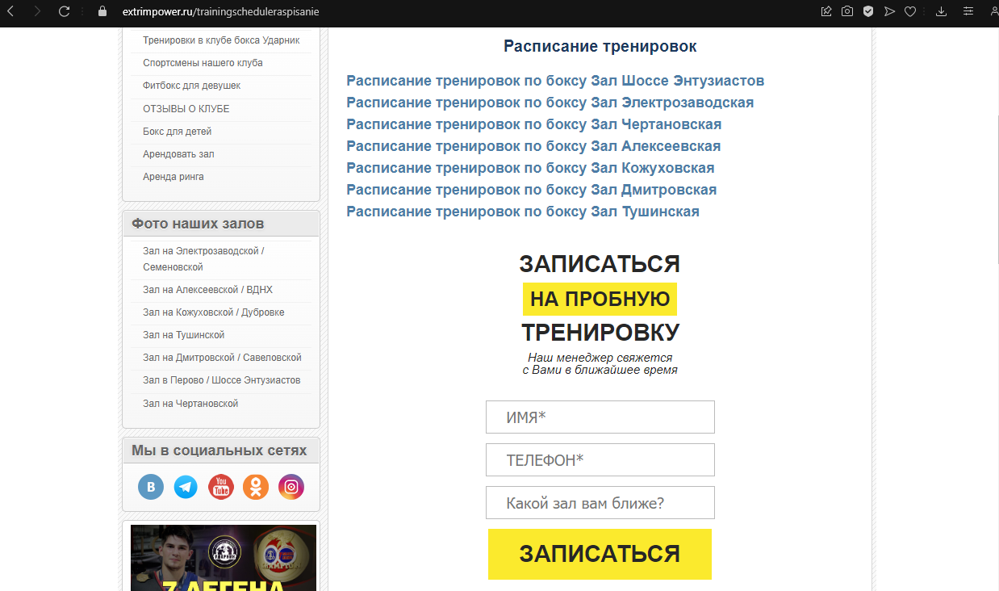 extrimpower.ru/trainingscheduleraspisanie
Тренировки в клубе бокса Ударник
Спортсмены нашего клуба
Фитбокс для девушек
ОТЗЫВЫ О КЛУБЕ
Бокс для детей
Арендовать зал
Аренда ринга
Фото наших залов
Зал на Электрозаводской /
Семеновской
Зал на Алексеевской / ВДНХ
Зал на Кожуховской / Дубровке
Зал на Тушинской
Зал на Дмитровской / Савеловской
Зал в Перово / Шоссе Энтузиастов
Зал на Чертановской
Мы в социальных сетях
B
You
Tube
7 ЛЕГЕНД
Расписание тренировок
Расписание тренировок по боксу Зал Шоссе Энтузиастов
Расписание тренировок по боксу Зал Электрозаводская
Расписание тренировок по боксу Зал Чертановская
Расписание тренировок по боксу Зал Алексеевская
Расписание тренировок по боксу Зал Кожуховская
Расписание тренировок по боксу Зал Дмитровская
Расписание тренировок по боксу Зал Тушинская
ЗАПИСАТЬСЯ
НА ПРОБНУЮ
ТРЕНИРОВКУ
Наш менеджер свяжется
с Вами в ближайшее время
ИМЯ*
ТЕЛЕФОН*
Какой зал вам ближе?
ЗАПИСАТЬСЯ